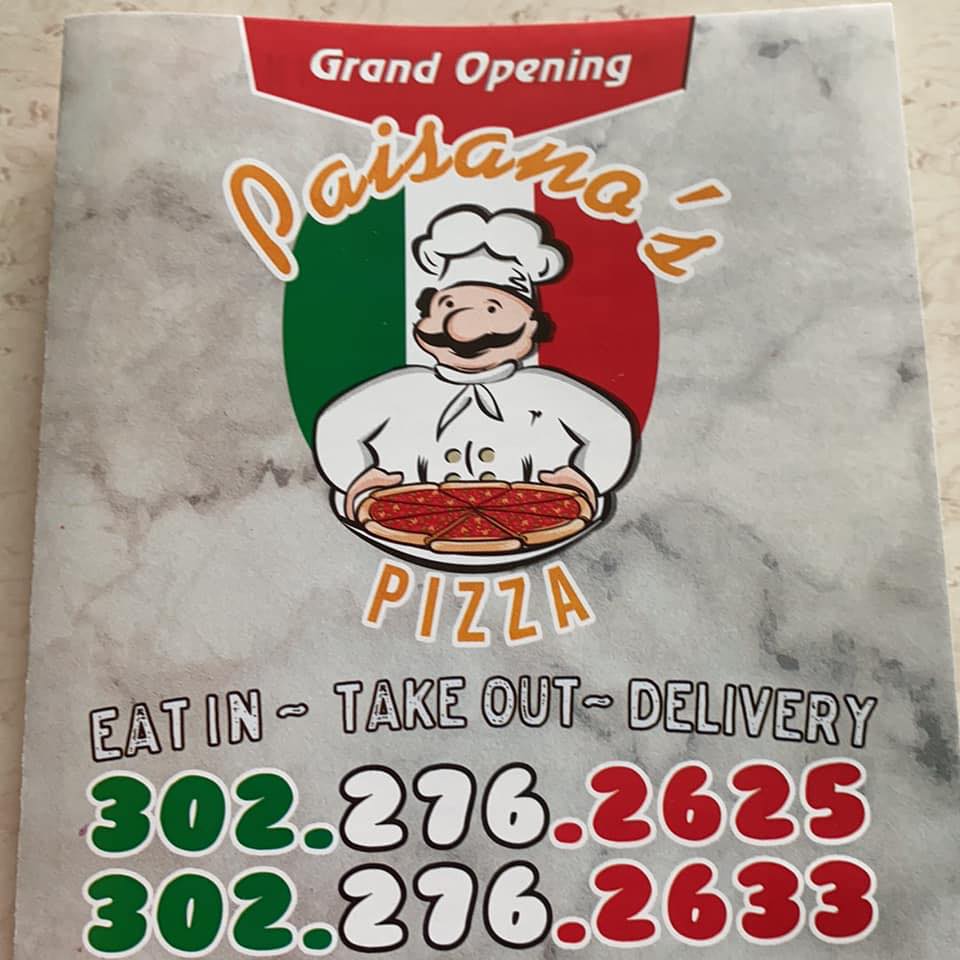 Grand Opening
Paisano's
PIZZA
EAT IN ~ TAKE OUT ~ DELIVERY
302.276.2625
302.276.2633